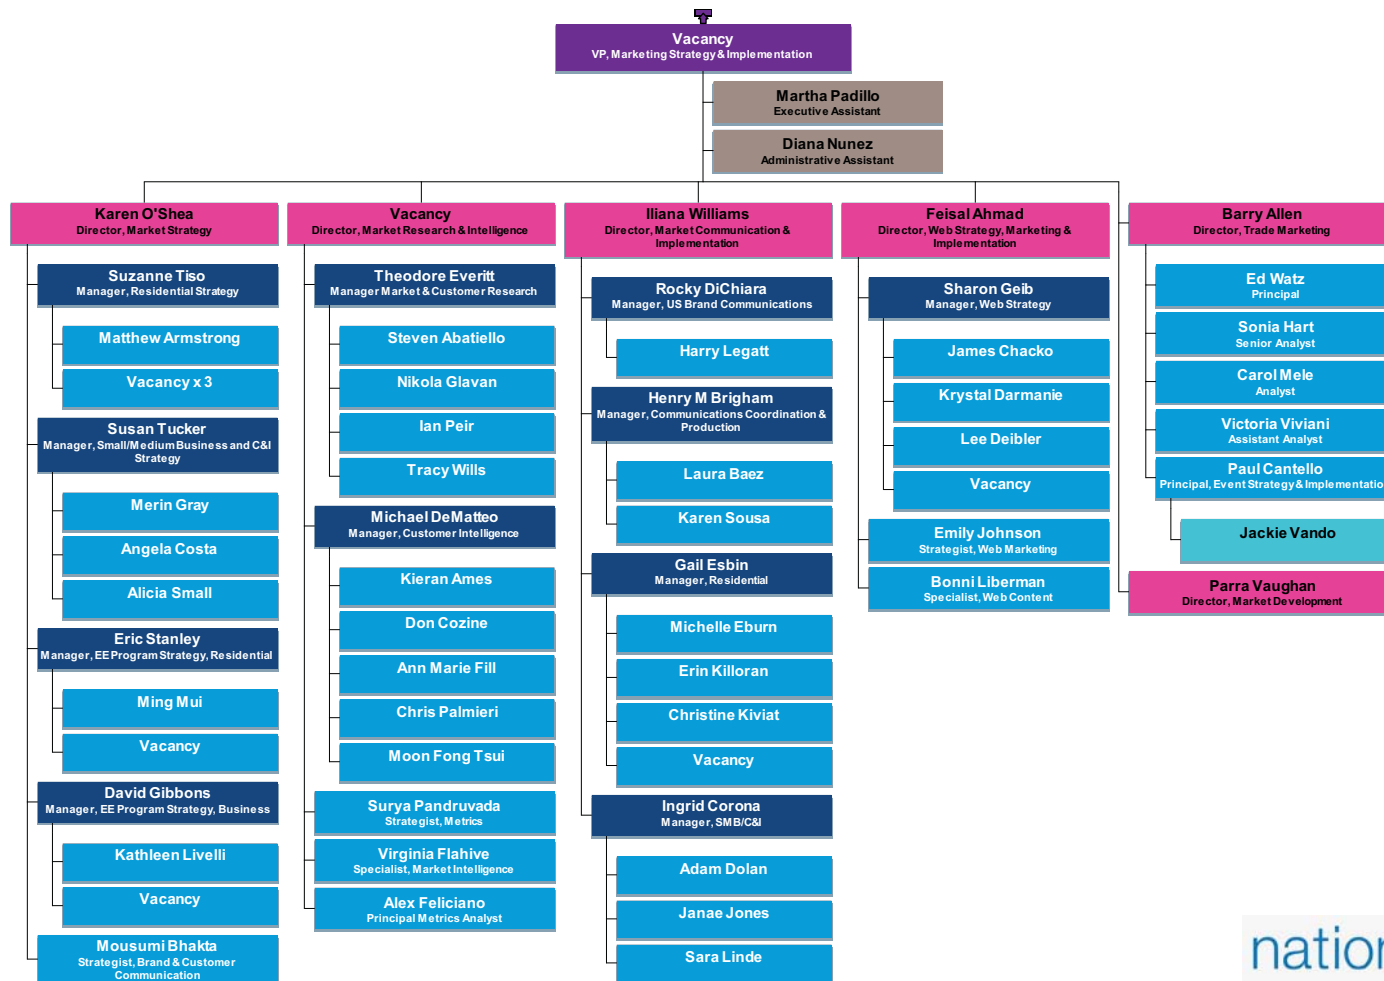 Vacancy
VP, Marketing Strategy & Implementation
Martha Padillo
Executive Assistant
Diana Nunez
Administrative Assistant
Karen O'Shea
Director, Market Strategy
Suzanne Tiso
Manager, Residential Strategy
Matthew Armstrong
Vacancy x 3
Susan Tucker
Manager, Small/Medium Business and C&I
Strategy
Merin Gray
Angela Costa
Alicia Small
Eric Stanley
Manager, EE Program Strategy, Residential
Ming Mui
Vacancy
David Gibbons
Manager, EE Program Strategy, Business
Kathleen Livelli
Vacancy
Mousumi Bhakta
Strategist, Brand & Customer
Communication
Vacancy
Director, Market Research & Intelligence
Theodore Everitt
Manager Market & Customer Research
Steven Abatiello
Nikola Glavan
Ian Peir
Tracy Wills
Michael DeMatteo
Manager, Customer Intelligence
Kieran Ames
Don Cozine
Ann Marie Fill
Chris Palmieri
Moon Fong Tsui
Surya Pandruvada
Strategist, Metrics
Virginia Flahive
Specialist, Market Intelligence
Alex Feliciano
Principal Metrics Analyst
Iliana Williams
Director, Market Communication &
Implementation
Rocky DiChiara
Manager, US Brand Communications
Harry Legatt
Henry M Brigham
Manager, Communications Coordination &
Production
Laura Baez
Karen Sousa
Gail Esbin
Manager, Residential
Michelle Eburn
Erin Killoran
Christine Kiviat
Vacancy
Ingrid Corona
Manager, SMB/C&I
Adam Dolan
Janae Jones
Sara Linde
Feisal Ahmad
Director, Web Strategy, Marketing &
Implementation
Sharon Geib
Manager, Web Strategy
James Chacko
Krystal Darmanie
Lee Deibler
Vacancy
Emily Johnson
Strategist, Web Marketing
Bonni Liberman
Specialist, Web Content
Barry Allen
Director, Trade Marketing
Ed Watz
Principal
Sonia Hart
Senior Analyst
Carol Mele
Analyst
Victoria Viviani
Assistant Analyst
Paul Cantello
Principal, Event Strategy & Implementatio
Jackie Vando
Parra Vaughan
Director, Market Development
nation